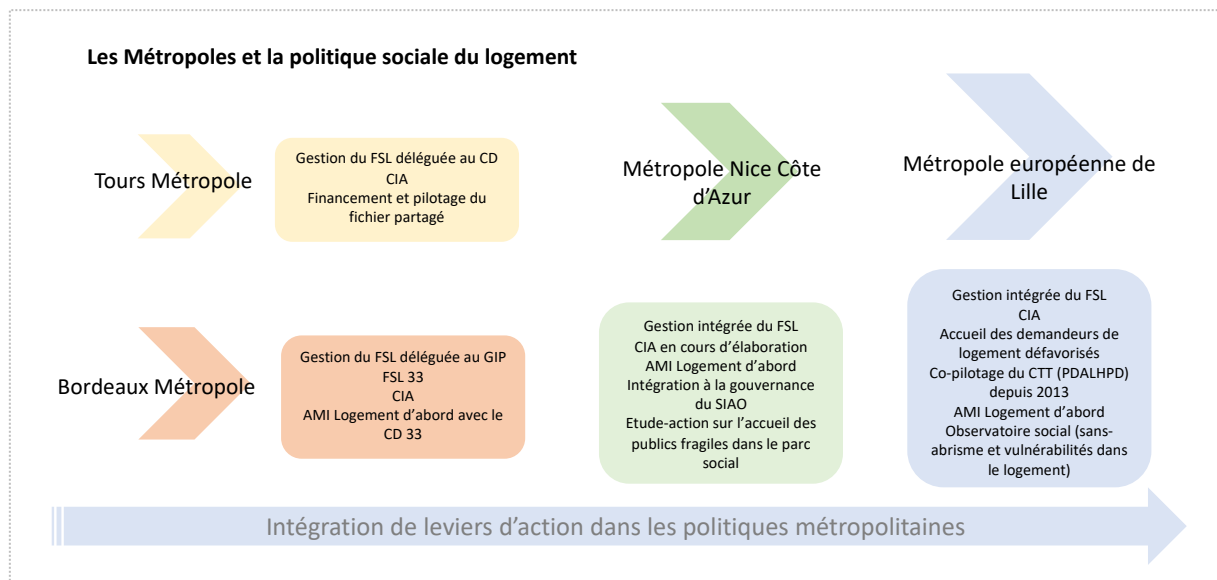 Les Métropoles et la politique sociale du logement
Tours Métropole
Gestion du FSL déléguée au CD
CIA
Financement et pilotage du
fichier partagé
Bordeaux Métropole
Gestion du FSL déléguée au GIP
FSL 33
CIA
AMI Logement d’abord avec le
CD 33
Métropole Nice Côte
d’Azur
Gestion intégrée du FSL
CIA en cours d’élaboration
AMI Logement d’abord
Intégration à la gouvernance
du SIAO
Etude-action sur l’accueil des
publics fragiles dans le parc
social
Métropole européenne de
Lille
Gestion intégrée du FSL
CIA
Accueil des demandeurs de
logement défavorisés
Co-pilotage du CTT (PDALHPD)
depuis 2013
AMI Logement d’abord
Observatoire social (sans-
abrisme et vulnérabilités dans
le logement)
Intégration de leviers d’action dans les politiques métropolitaines